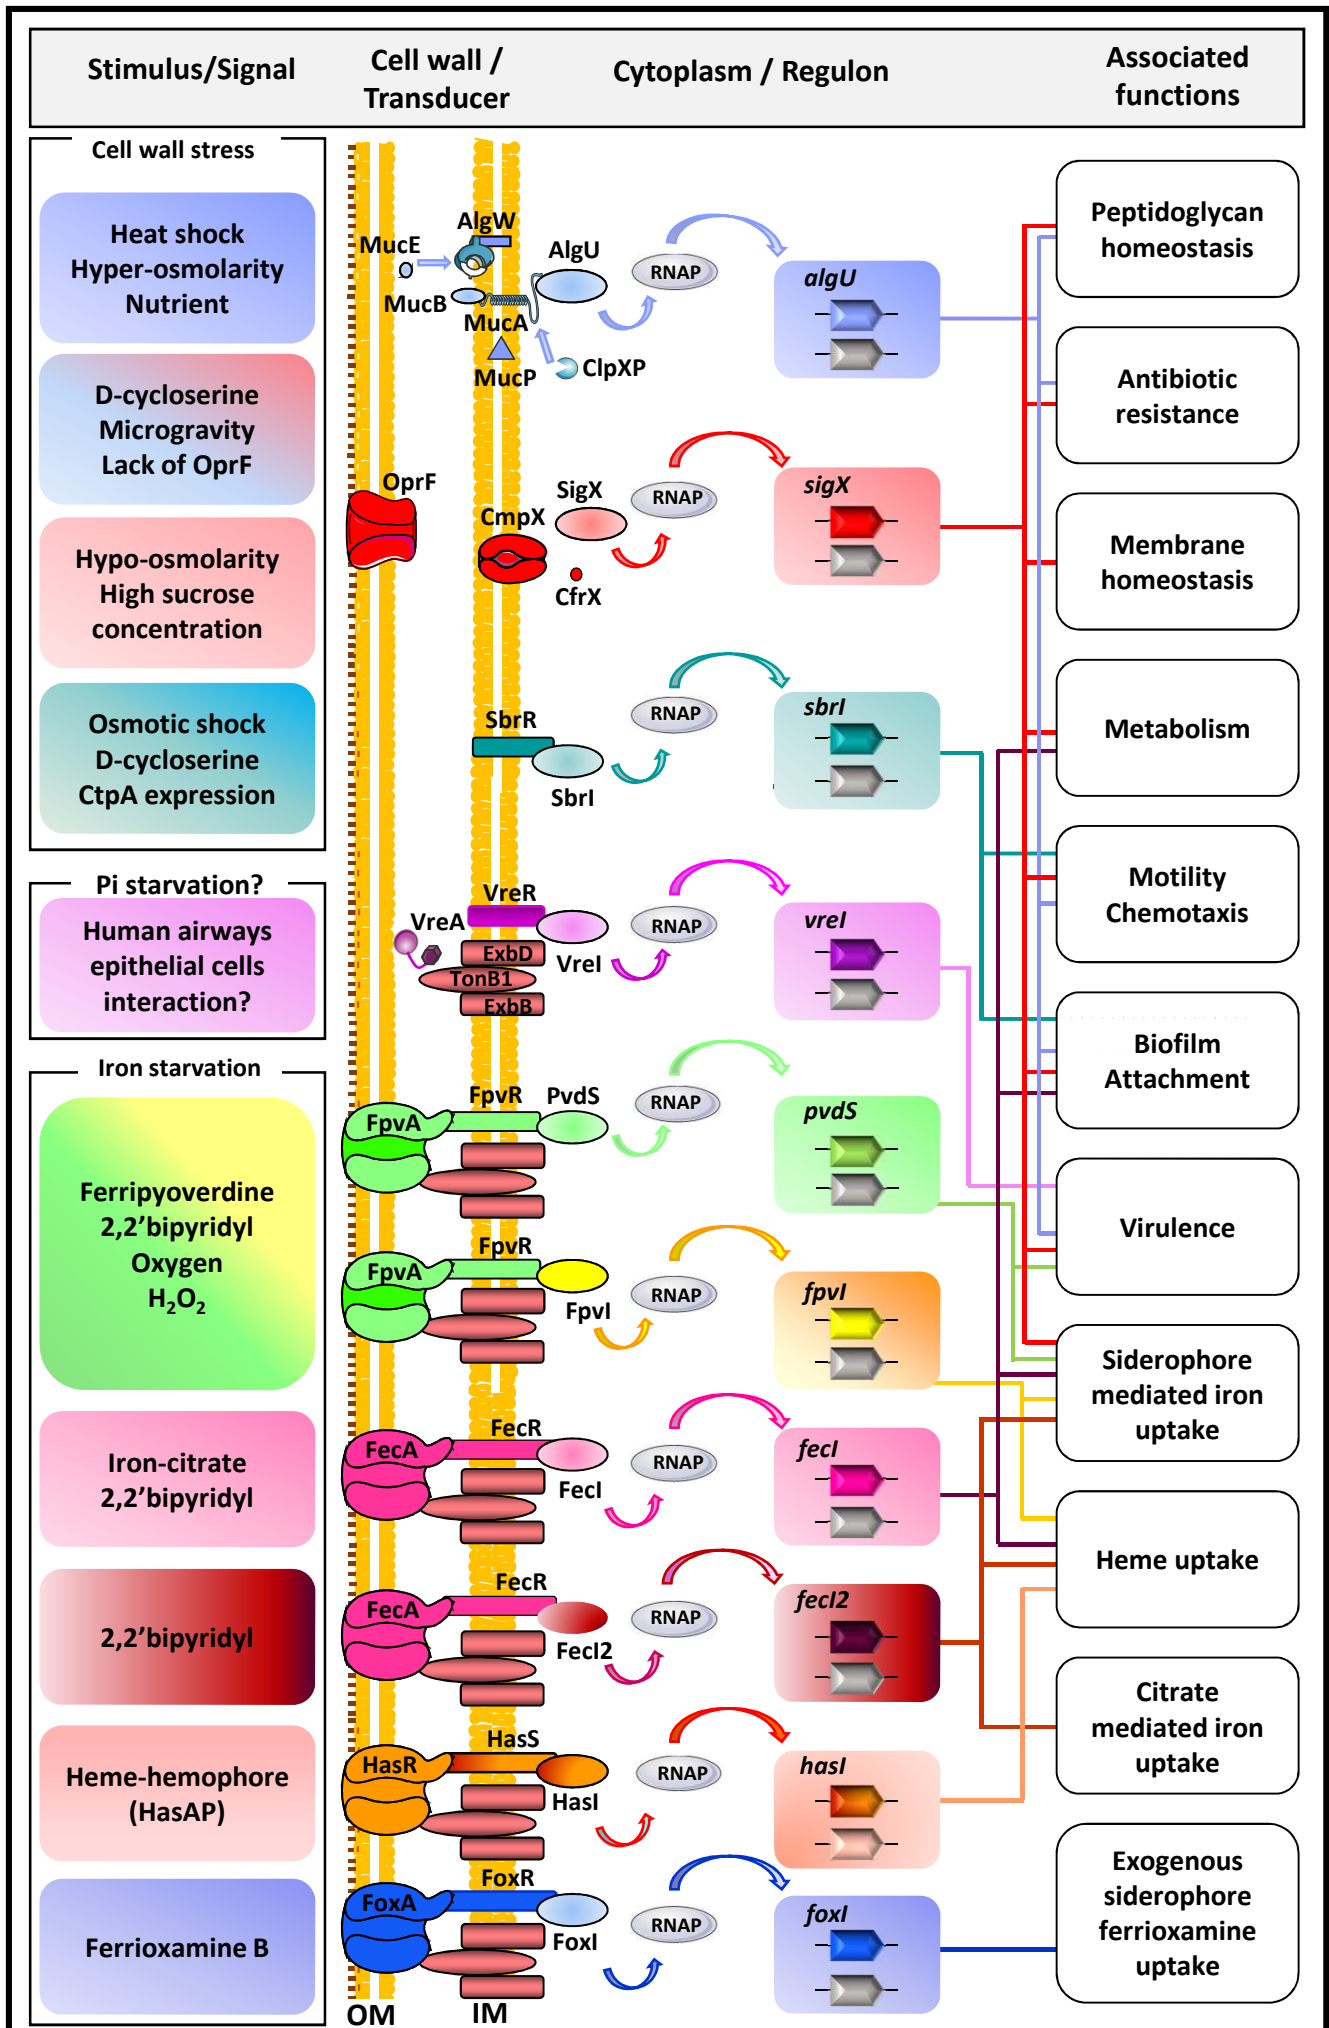 Stimulus/Signal
Cell wall /
Transducer
Cytoplasm / Regulon
Associated
functions
Cell wall stress
Heat shock
Hyper-osmolarity
Nutrient
D-cycloserine
Microgravity
Lack of OprF
Hypo-osmolarity
High sucrose
concentration
Osmotic shock
D-cycloserine
CtpA expression
Pi starvation?
Human airways
epithelial cells
interaction?
Iron starvation
Ferripyoverdine
2,2’bipyridyl
Oxygen
H₂O₂
Iron-citrate
2,2’bipyridyl
2,2’bipyridyl
Heme-hemophore
(HasAP)
Ferrioxamine B
MucE
AlgW
AlgU
MucB
MucA
MucP
ClpXP
RNAP
algU
OprF
CmpX
SigX
CfrX
RNAP
sigX
SbrR
SbrI
RNAP
sbrI
VreR
VreA
ExbD
TonB1
ExbB
VreI
RNAP
vreI
FpvA
FpvR
PvdS
RNAP
pvdS
FpvA
FpvR
FpvI
RNAP
fpvI
FecA
FecR
FecI
RNAP
fecI
FecA
FecR
FecI2
RNAP
fecI2
HasR
HasS
HasI
RNAP
hasI
FoxA
FoxR
FoxI
RNAP
foxI
OM
IM
Peptidoglycan
homeostasis
Antibiotic
resistance
Membrane
homeostasis
Metabolism
Motility
Chemotaxis
Biofilm
Attachment
Virulence
Siderophore
mediated iron
uptake
Heme uptake
Citrate
mediated iron
uptake
Exogenous
siderophore
ferrioxamine
uptake